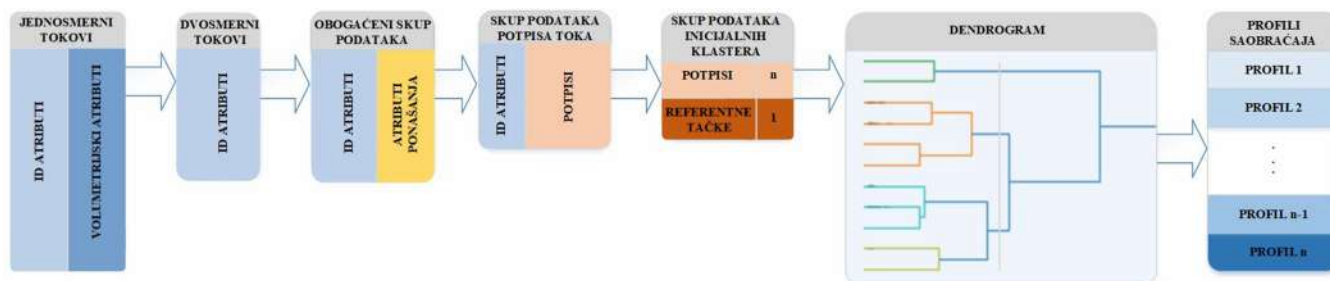 JEDNOSMERNI
TOKOVI
ID ATRIBUTI
VOLUMETRIJSKI ATRIBUTI
DVOSMERNI
TOKOVI
ID ATRIBUTI
OBOGAĆENI SKUP
PODATAKA
ID ATRIBUTI
ATRIBUTI
PONAŠANJA
SKUP PODATAKA
POTPISA TOKA
ID ATRIBUTI
POTPISI
SKUP PODATAKA
INICIJALNIH
KLASTERA
POTPISI n
REFERENTNE
TAČKE 1
DENDROGRAM
PROFILI
SAOBRAĆAJA
PROFIL 1
PROFIL 2
.
.
.
PROFIL n-1
PROFIL n